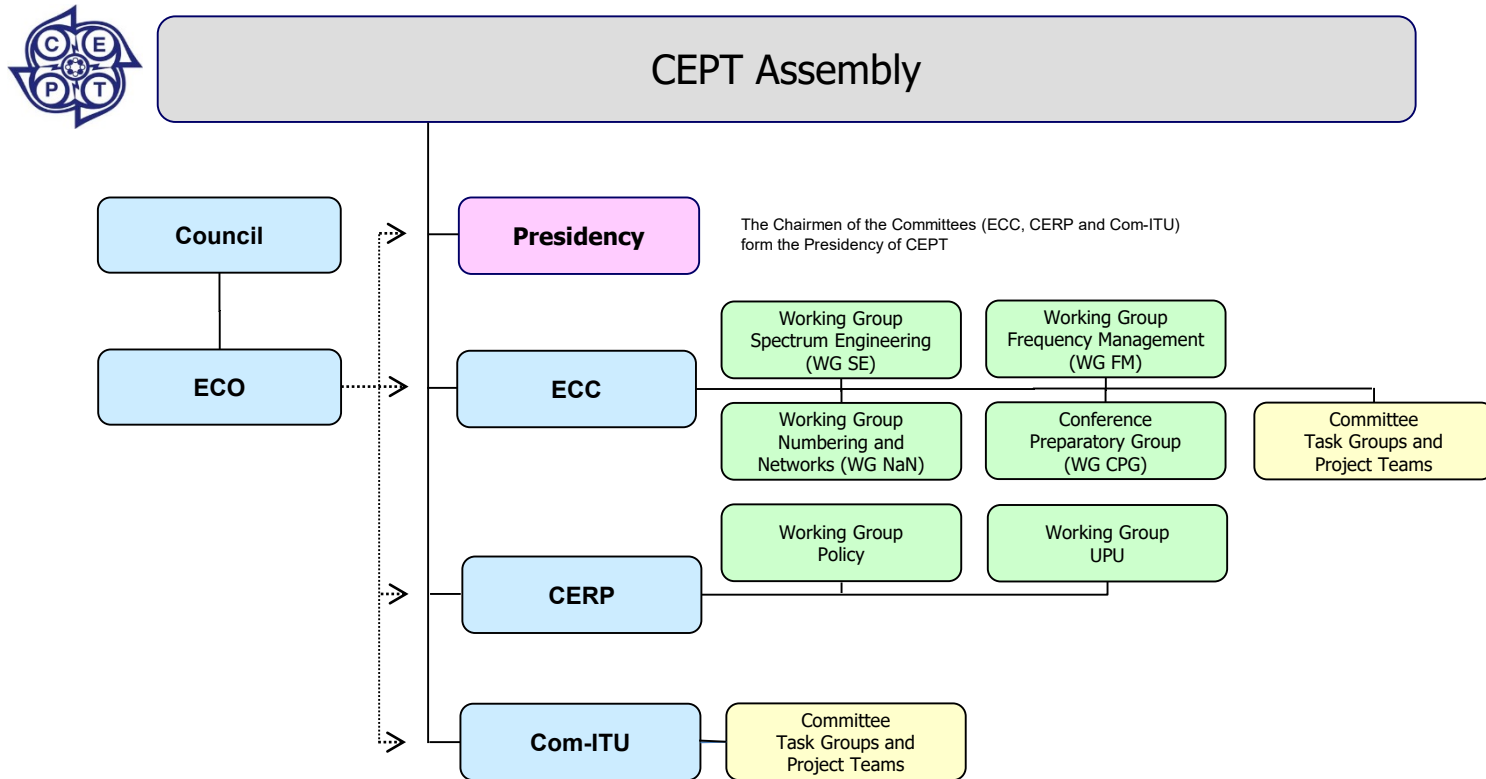 C E
P T
CEPT Assembly
Council
Presidency
The Chairmen of the Committees (ECC, CERP and Com-ITU)
form the Presidency of CEPT
Working Group
Spectrum Engineering
(WG SE)
Working Group
Frequency Management
(WG FM)
ECO
ECC
Working Group
Numbering and
Networks (WG NaN)
Conference
Preparatory Group
(WG CPG)
Committee
Task Groups and
Project Teams
Working Group
Policy
Working Group
UPU
CERP
Com-ITU
Committee
Task Groups and
Project Teams